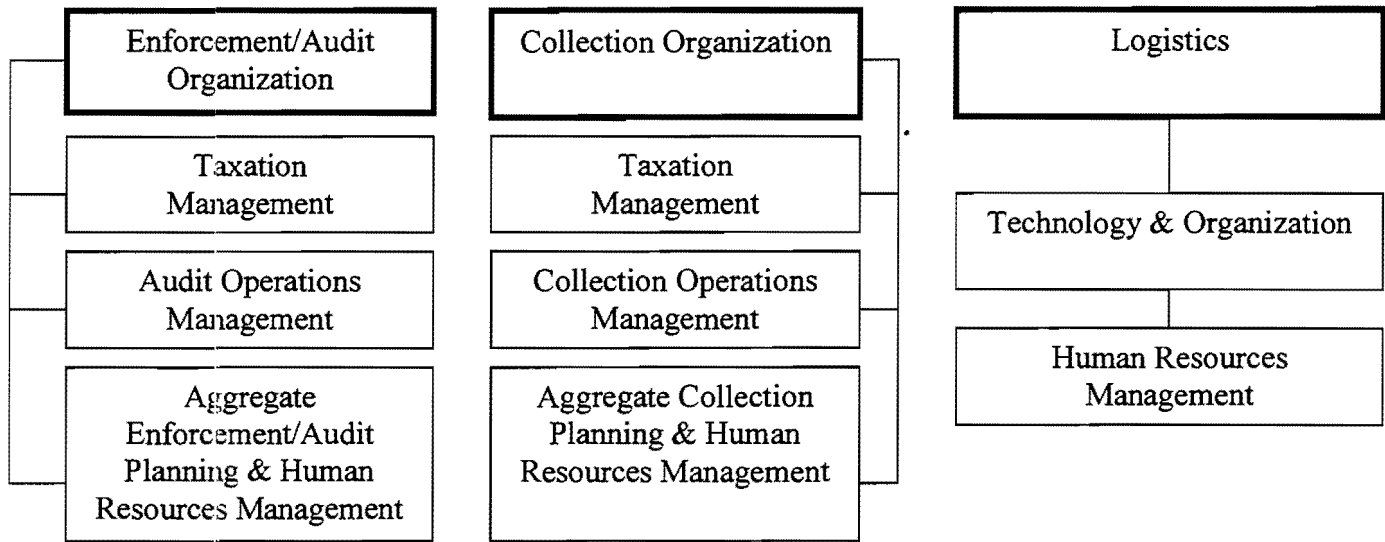 Enforcement/Audit
Organization
Taxation
Management
Audit Operations
Management
Aggregate
Enforcement/Audit
Planning & Human
Resources Management
Collection Organization
Taxation
Management
Collection Operations
Management
Aggregate Collection
Planning & Human
Resources Management
Logistics
Technology & Organization
Human Resources
Management